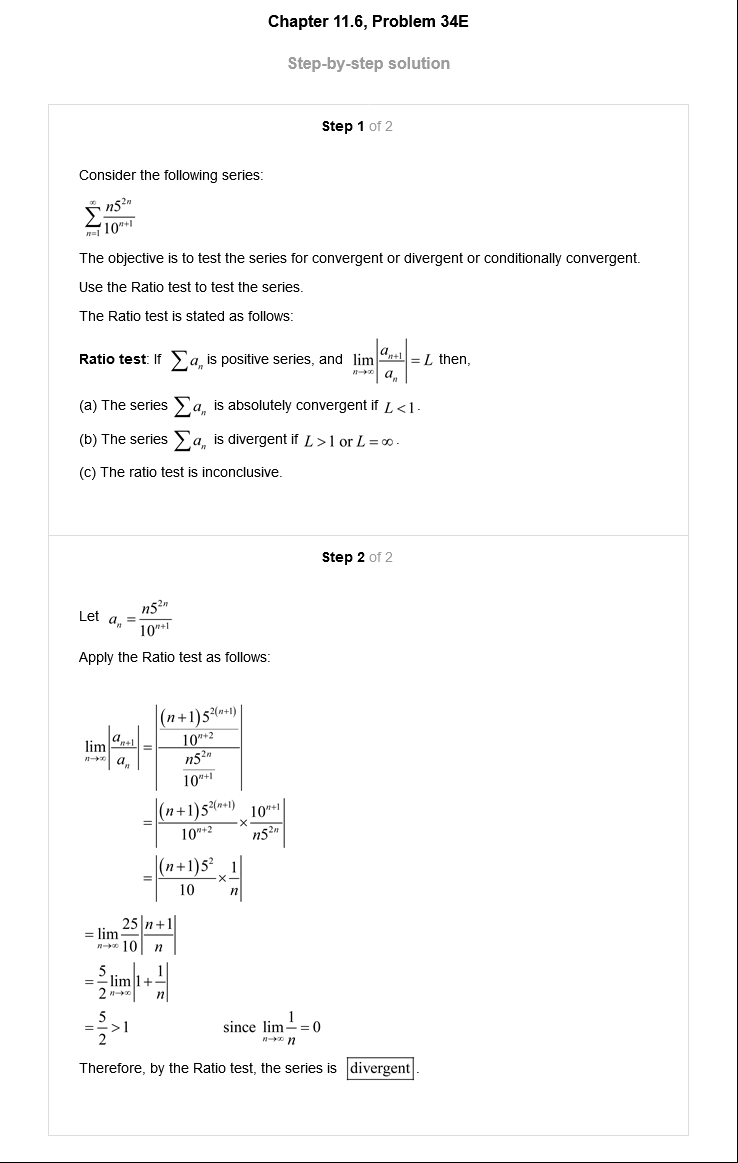 Chapter 11.6, Problem 34E
Step-by-step solution
Step 1 of 2
Consider the following series:
$\sum_{n=1}^{\infty} \frac{n5^{2n}}{10^{n+1}}$
The objective is to test the series for convergent or divergent or conditionally convergent.
Use the Ratio test to test the series.
The Ratio test is stated as follows:
Ratio test: If $\sum a_n$ is positive series, and $\lim_{n \to \infty} \left| \frac{a_{n+1}}{a_n} \right| = L$ then,
(a) The series $\sum a_n$ is absolutely convergent if $L < 1$.
(b) The series $\sum a_n$ is divergent if $L > 1$ or $L = \infty$.
(c) The ratio test is inconclusive.
Step 2 of 2
Let $a_n = \frac{n5^{2n}}{10^{n+1}}$
Apply the Ratio test as follows:
$\lim_{n \to \infty} \left| \frac{a_{n+1}}{a_n} \right| = \left| \frac{\frac{(n+1)5^{2(n+1)}}{10^{n+2}}}{\frac{n5^{2n}}{10^{n+1}}} \right|$
$= \left| \frac{(n+1)5^{2(n+1)}}{10^{n+2}} \times \frac{10^{n+1}}{n5^{2n}} \right|$
$= \left| \frac{(n+1)5^2}{10} \times \frac{1}{n} \right|$
$= \lim_{n \to \infty} \frac{25}{10} \left| \frac{n+1}{n} \right|$
$= \frac{5}{2} \lim_{n \to \infty} \left| 1 + \frac{1}{n} \right|$
$= \frac{5}{2} > 1$ since $\lim_{n \to \infty} \frac{1}{n} = 0$
Therefore, by the Ratio test, the series is divergent.